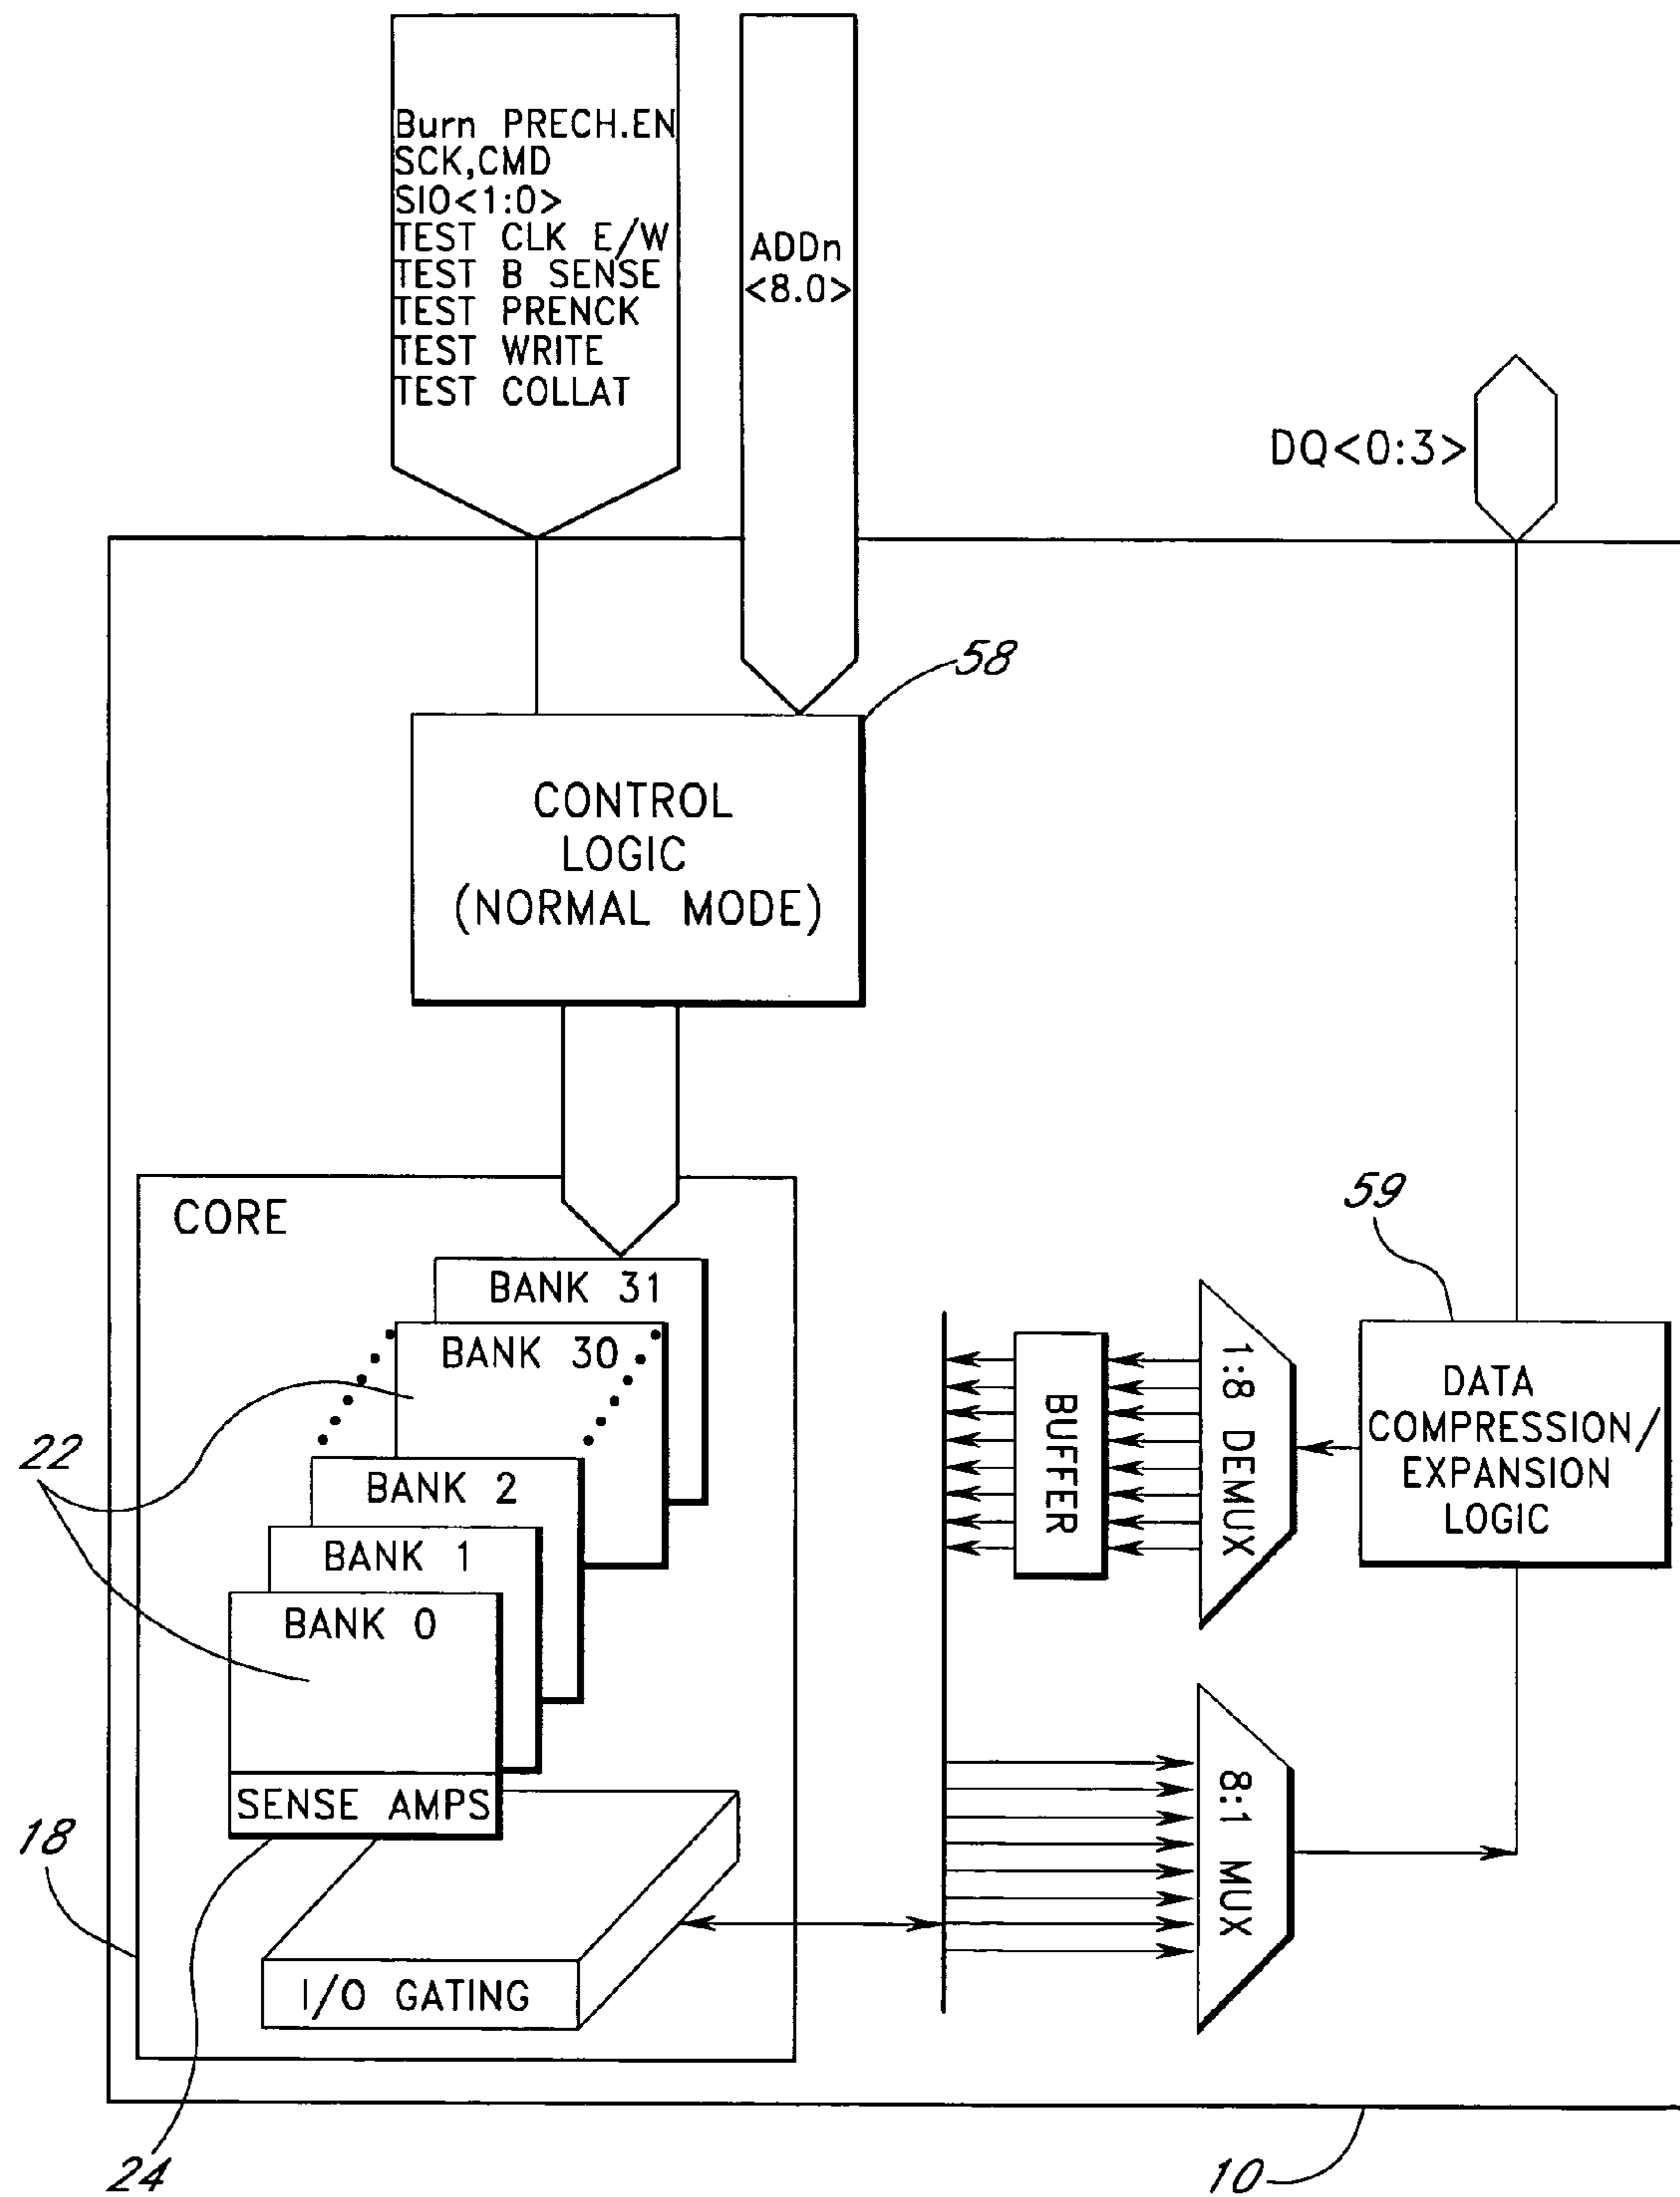 Burn PRECH.EN
SCK,CMD
SIO<1:0>
TEST CLK E/W
TEST B SENSE
TEST PRENCK
TEST WRITE
TEST COLLAT
ADDn
<8.0>
DQ<0:3>
58
CONTROL
LOGIC
(NORMAL MODE)
CORE
BANK 31
BANK 30
BANK 2
BANK 1
BANK 0
SENSE AMPS
I/O GATING
22
18
24
BUFFER
1:8 DEMUX
59
DATA
COMPRESSION/
EXPANSION
LOGIC
8:1 MUX
10